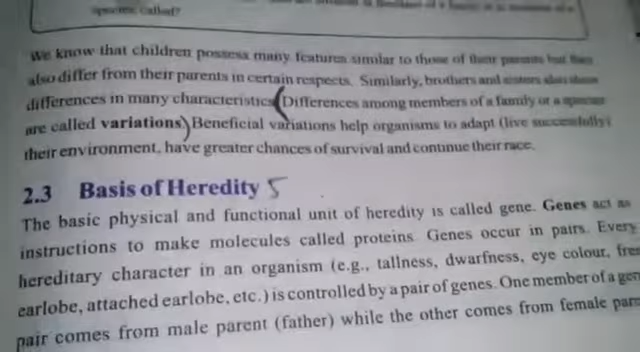 species called?
We know that children possess many features similar to those of their parents but they
also differ from their parents in certain respects. Similarly, brothers and sisters also show
differences in many characteristics (Differences among members of a family or a species
are called variations) Beneficial variations help organisms to adapt (live successfully)
their environment, have greater chances of survival and continue their race.
2.3 Basis of Heredity 5
The basic physical and functional unit of heredity is called gene. Genes act as
instructions to make molecules called proteins. Genes occur in pairs. Every
hereditary character in an organism (e.g., tallness, dwarfness, eye colour, free
earlobe, attached earlobe, etc.) is controlled by a pair of genes. One member of a gen
pair comes from male parent (father) while the other comes from female pare